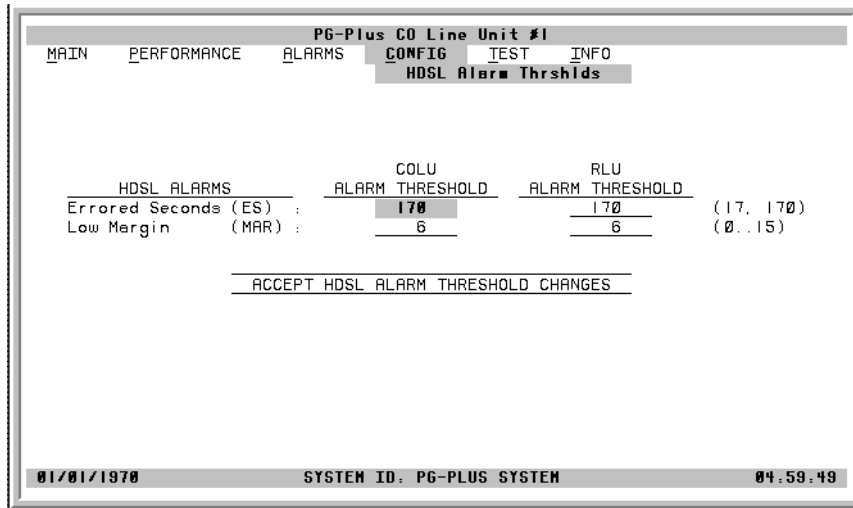 PG-Plus CO Line Unit #1
MAIN PERFORMANCE ALARMS CONFIG TEST INFO
HDSL Alarm Thrshlds
COLU RLU
HDSL ALARMS ALARM THRESHOLD ALARM THRESHOLD
Errored Seconds (ES) : 170 170 (17, 170)
Low Margin (MAR) : 6 6 (0..15)
ACCEPT HDSL ALARM THRESHOLD CHANGES
01/01/1970 SYSTEM ID: PG-PLUS SYSTEM 04:59:49